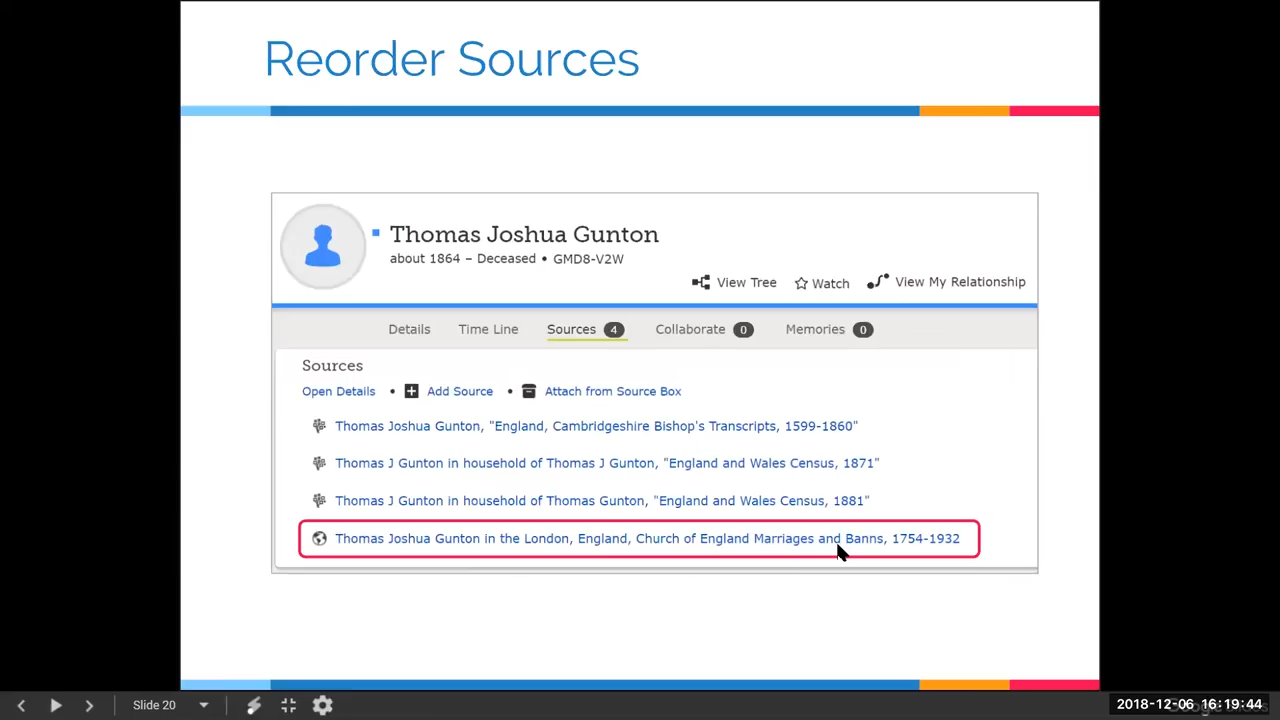 Reorder Sources
Thomas Joshua Gunton
about 1864 – Deceased • GMD8-V2W
View Tree Watch View My Relationship
Details Time Line Sources 4 Collaborate 0 Memories 0
Sources
Open Details • Add Source • Attach from Source Box
Thomas Joshua Gunton, "England, Cambridgeshire Bishop's Transcripts, 1599-1860"
Thomas J Gunton in household of Thomas J Gunton, "England and Wales Census, 1871"
Thomas J Gunton in household of Thomas Gunton, "England and Wales Census, 1881"
Thomas Joshua Gunton in the London, England, Church of England Marriages and Banns, 1754-1932
Slide 20
2018-12-06 16:19:44